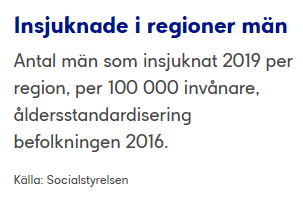 Insjuknade i regioner män
Antal män som insjuknat 2019 per
region, per 100 000 invånare,
åldersstandardisering
befolkningen 2016.
Källa: Socialstyrelsen